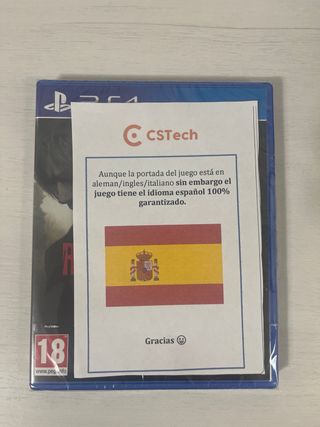 PS4
CSTech
Aunque la portada del juego está en
aleman/ingles/italiano sin embargo el
juego tiene el idioma español 100%
garantizado.
Gracias
18
www.pegi.info